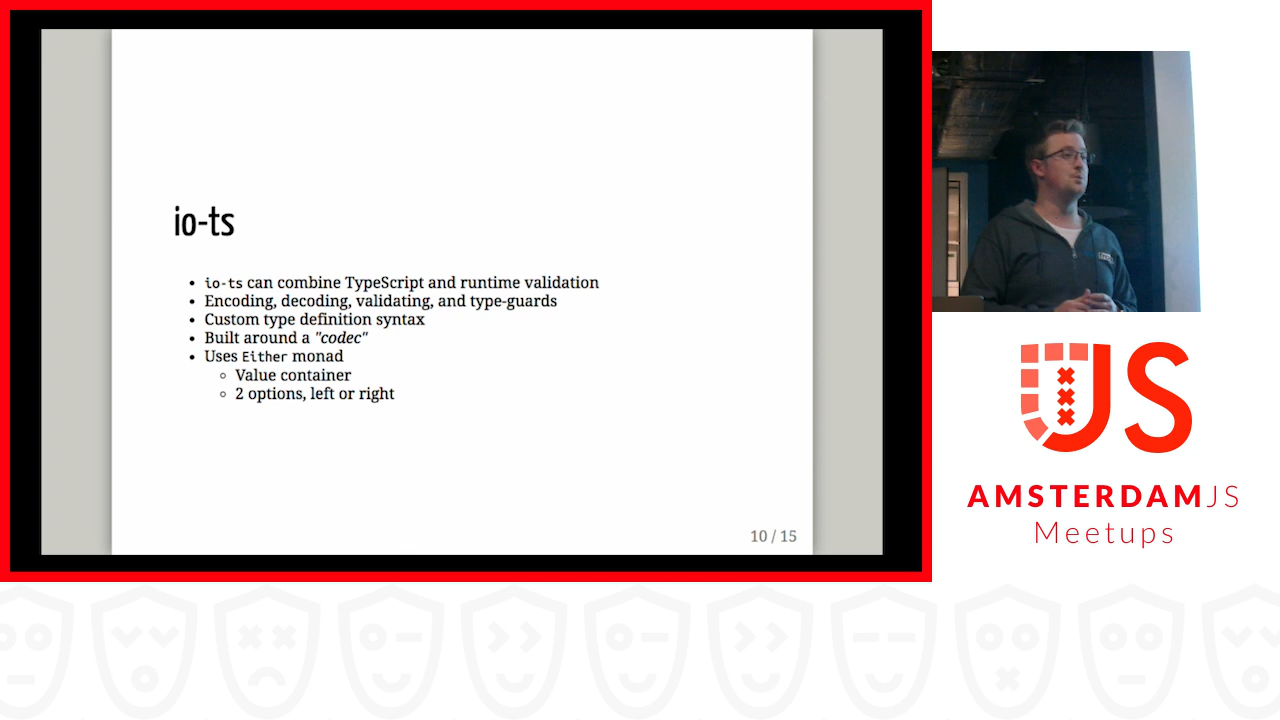 io-ts
io-ts can combine TypeScript and runtime validation
Encoding, decoding, validating, and type-guards
Custom type definition syntax
Built around a "codec"
Uses Either monad
Value container
2 options, left or right
10 / 15
JS
AMSTERDAMJS
Meetups